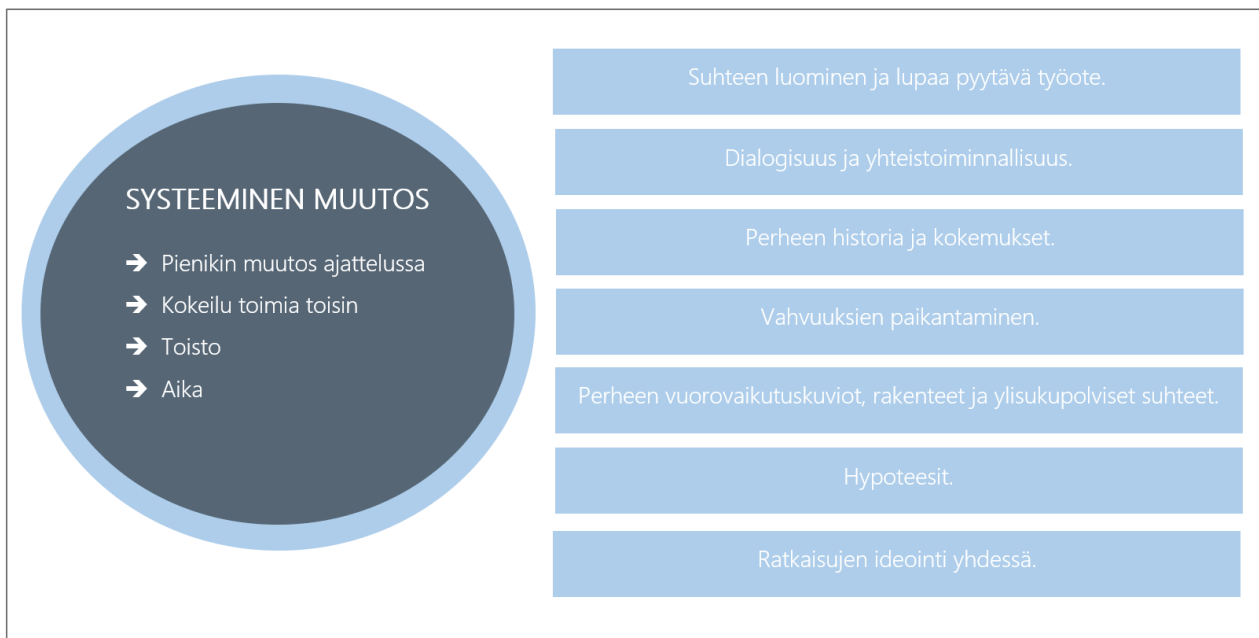 SYSTEEMINEN MUUTOS
➔ Pienikin muutos ajattelussa
➔ Kokeilu toimia toisin
➔ Toisto
➔ Aika
Suhteen luominen ja lupaa pyytävä työote.
Dialogisuus ja yhteistoiminnallisuus.
Perheen historia ja kokemukset.
Vahvuuksien paikantaminen.
Perheen vuorovaikutuskuviot, rakenteet ja ylisukupolviset suhteet.
Hypoteesit.
Ratkaisujen ideointi yhdessä.